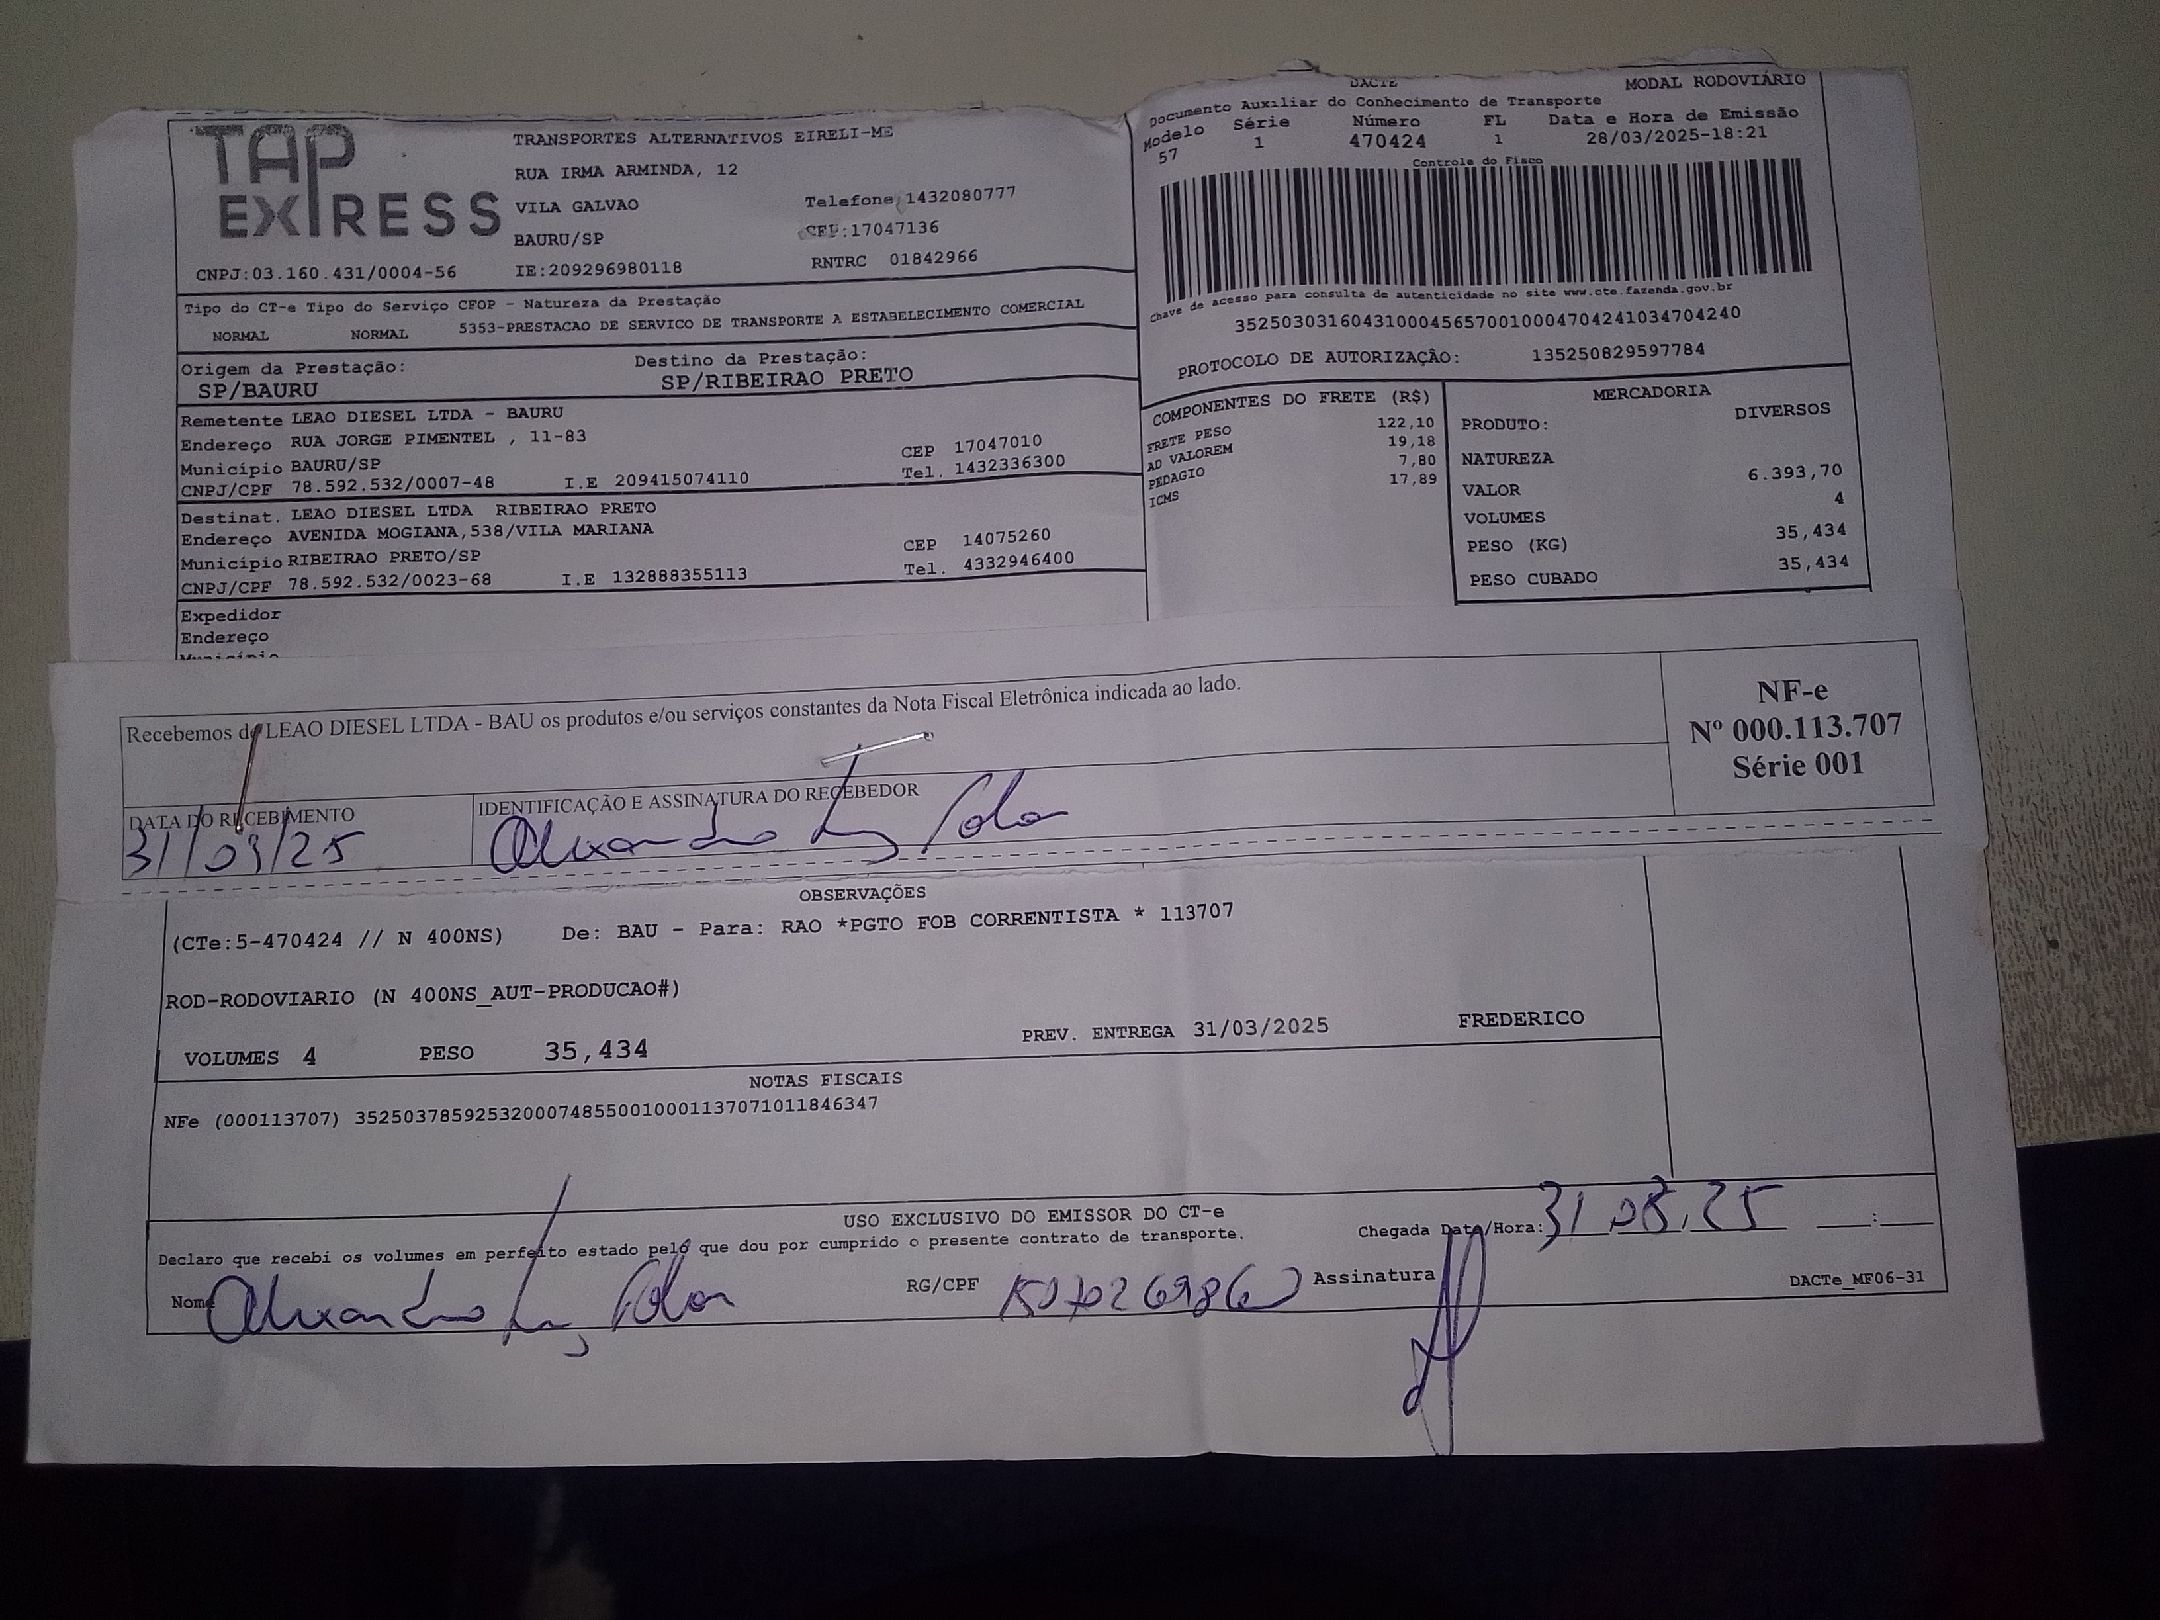 TAP EXPRESS
TRANSPORTES ALTERNATIVOS EIRELI-ME
RUA IRMA ARMINDA, 12
VILA GALVAO Telefone 1432080777
BAURU/SP CEP:17047136
CNPJ:03.160.431/0004-56 IE:209296980118 RNTRC 01842966
DACTE MODAL RODOVIÁRIO
Documento Auxiliar do Conhecimento de Transporte
Modelo Série Número FL Data e Hora de Emissão
57 1 470424 1 28/03/2025-18:21
Controle do Fisco
Chave de acesso para consulta de autenticidade no site www.cte.fazenda.gov.br
35250303160431000456570010004704241034704240
PROTOCOLO DE AUTORIZAÇÃO: 135250829597784
Tipo do CT-e Tipo do Serviço CFOP - Natureza da Prestação
NORMAL NORMAL 5353-PRESTACAO DE SERVICO DE TRANSPORTE A ESTABELECIMENTO COMERCIAL
Origem da Prestação: Destino da Prestação:
SP/BAURU SP/RIBEIRAO PRETO
Remetente LEAO DIESEL LTDA - BAURU
Endereço RUA JORGE PIMENTEL , 11-83 CEP 17047010
Município BAURU/SP Tel. 1432336300
CNPJ/CPF 78.592.532/0007-48 I.E 209415074110
Destinat. LEAO DIESEL LTDA RIBEIRAO PRETO
Endereço AVENIDA MOGIANA,538/VILA MARIANA CEP 14075260
Município RIBEIRAO PRETO/SP Tel. 4332946400
CNPJ/CPF 78.592.532/0023-68 I.E 132888355113
Expedidor
Endereço
Município
COMPONENTES DO FRETE (R$)
FRETE PESO 122,10
AD VALOREM 19,18
PEDAGIO 7,80
ICMS 17,89
MERCADORIA
PRODUTO: DIVERSOS
NATUREZA
VALOR 6.393,70
VOLUMES 4
PESO (KG) 35,434
PESO CUBADO 35,434
Recebemos de LEAO DIESEL LTDA - BAU os produtos e/ou serviços constantes da Nota Fiscal Eletrônica indicada ao lado.
NF-e
Nº 000.113.707
Série 001
DATA DO RECEBIMENTO IDENTIFICAÇÃO E ASSINATURA DO RECEBEDOR
31/03/25
OBSERVAÇÕES
(CTe:5-470424 // N 400NS) De: BAU - Para: RAO *PGTO FOB CORRENTISTA * 113707
ROD-RODOVIARIO (N 400NS_AUT-PRODUCAO#)
VOLUMES 4 PESO 35,434 PREV. ENTREGA 31/03/2025 FREDERICO
NOTAS FISCAIS
NFe (000113707) 35250378592532000748550010001137071011846347
USO EXCLUSIVO DO EMISSOR DO CT-e
Declaro que recebi os volumes em perfeito estado pelo que dou por cumprido o presente contrato de transporte.
Chegada Data/Hora: 31 03 25 __:__
Nome RG/CPF Assinatura DACTe_MF06-31